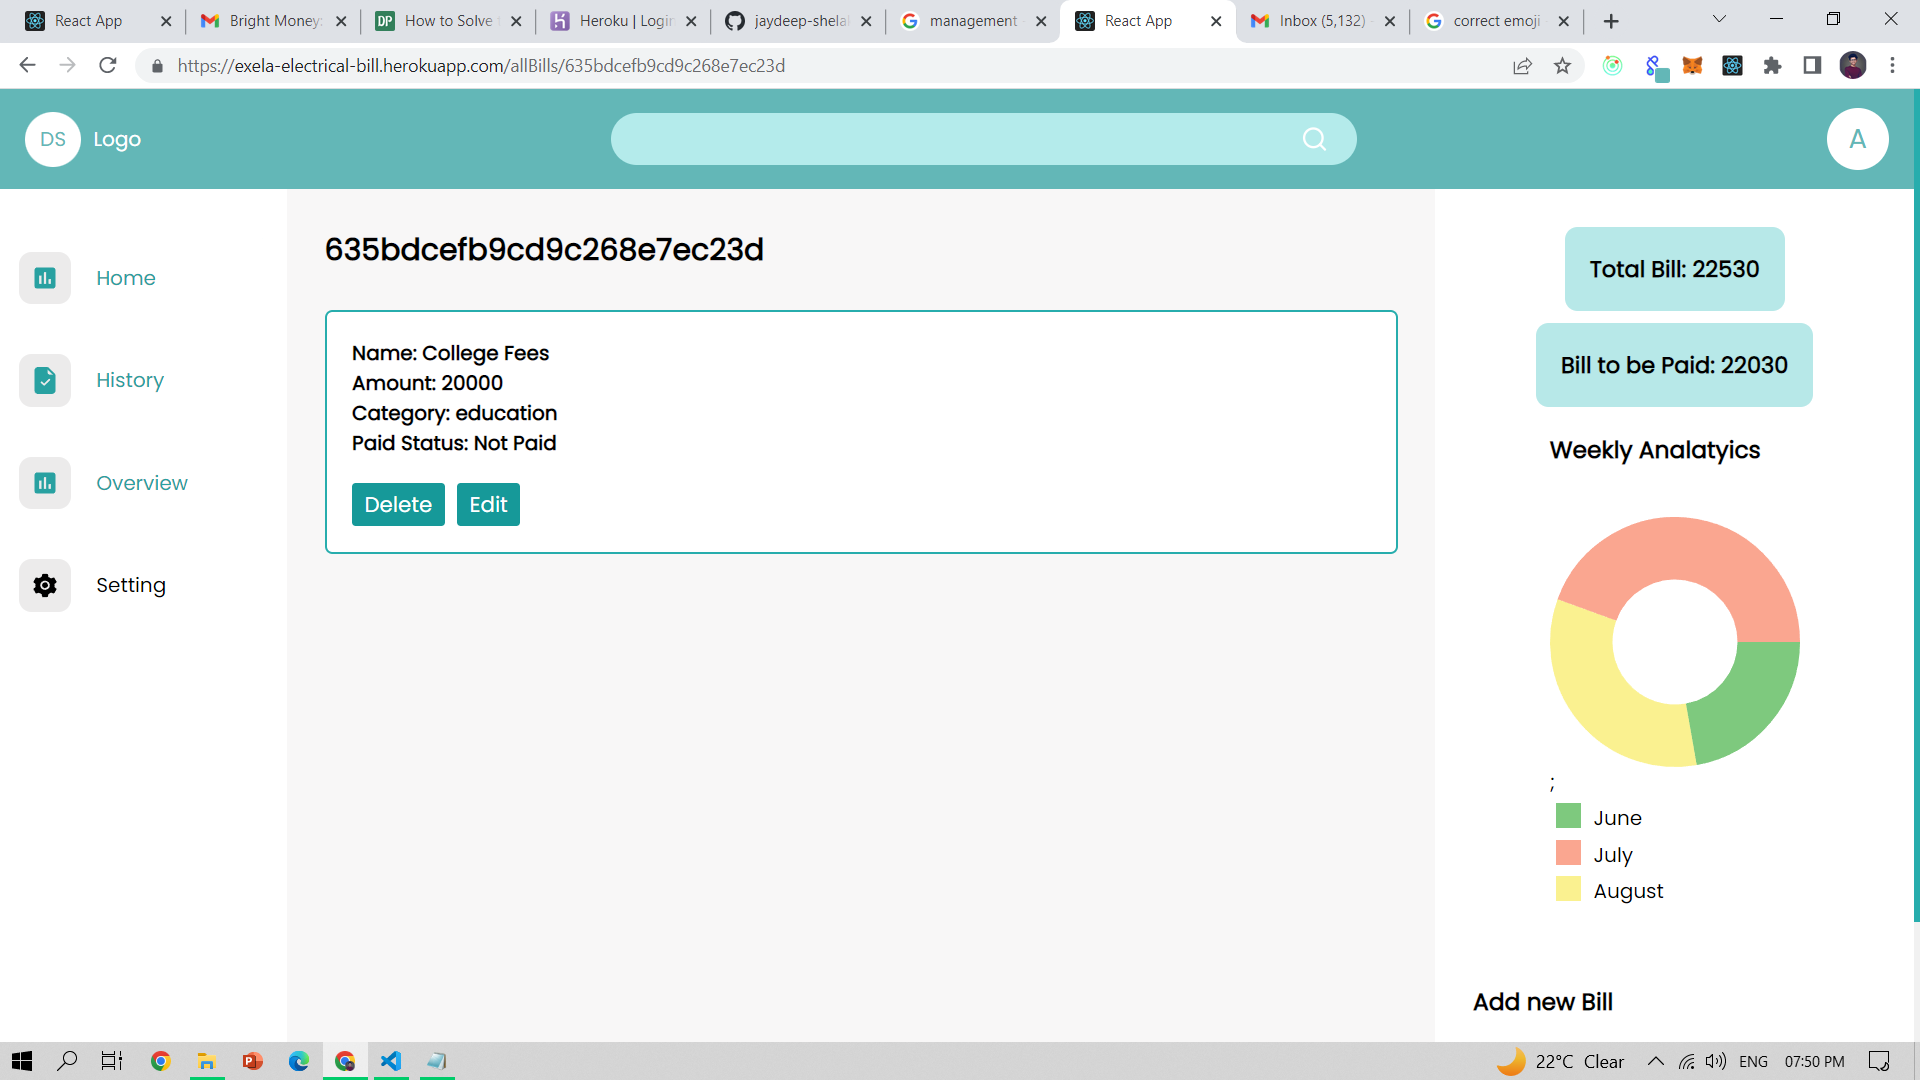 React App
Bright Money:
How to Solve
Heroku | Login
jaydeep-shela
management
React App
Inbox (5,132)
correct emoji
https://exela-electrical-bill.herokuapp.com/allBills/635bdcefb9cd9c268e7ec23d
DS
Logo
A
Home
History
Overview
Setting
635bdcefb9cd9c268e7ec23d
Name: College Fees
Amount: 20000
Category: education
Paid Status: Not Paid
Delete Edit
Total Bill: 22530
Bill to be Paid: 22030
Weekly Analatyics
;
June
July
August
Add new Bill
22°C Clear
ENG
07:50 PM